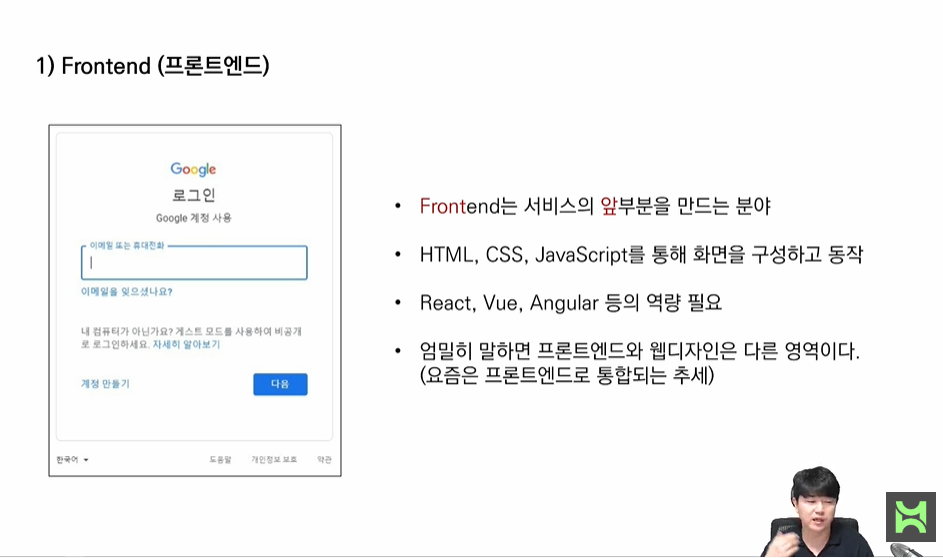 1) Frontend (프론트엔드)
Google
로그인
Google 계정 사용
이메일 또는 휴대전화
이메일을 잊으셨나요?
내 컴퓨터가 아닌가요? 게스트 모드를 사용하여 비공개
로 로그인하세요. 자세히 알아보기
계정 만들기
다음
한국어
도움말
개인정보 보호
약관
• Frontend는 서비스의 앞부분을 만드는 분야
• HTML, CSS, JavaScript를 통해 화면을 구성하고 동작
• React, Vue, Angular 등의 역량 필요
• 엄밀히 말하면 프론트엔드와 웹디자인은 다른 영역이다.
(요즘은 프론트엔드로 통합되는 추세)